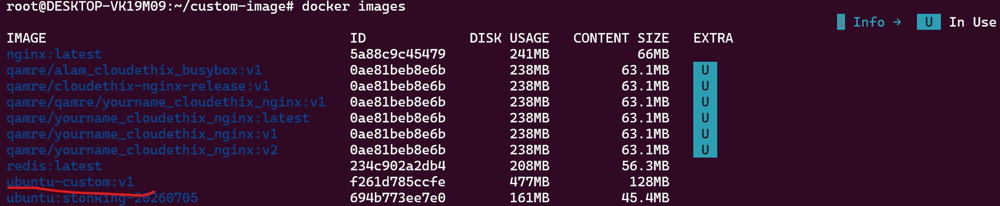 root@DESKTOP-VK19M09:~/custom-image# docker images
i Info → U In Use
IMAGE ID DISK USAGE CONTENT SIZE EXTRA
nginx:latest 5a88c9c45479 241MB 66MB
qamre/alam_cloudethix_busybox:v1 0ae81beb8e6b 238MB 63.1MB U
qamre/cloudethix-nginx-release:v1 0ae81beb8e6b 238MB 63.1MB U
qamre/qamre/yourname_cloudethix_nginx:v1 0ae81beb8e6b 238MB 63.1MB U
qamre/yourname_cloudethix_nginx:latest 0ae81beb8e6b 238MB 63.1MB U
qamre/yourname_cloudethix_nginx:v1 0ae81beb8e6b 238MB 63.1MB U
qamre/yourname_cloudethix_nginx:v2 0ae81beb8e6b 238MB 63.1MB U
redis:latest 234c902a2db4 208MB 56.3MB
ubuntu-custom:v1 f261d785ccfe 477MB 128MB
ubuntu:stonking-20260705 694b773ee7e0 161MB 45.4MB